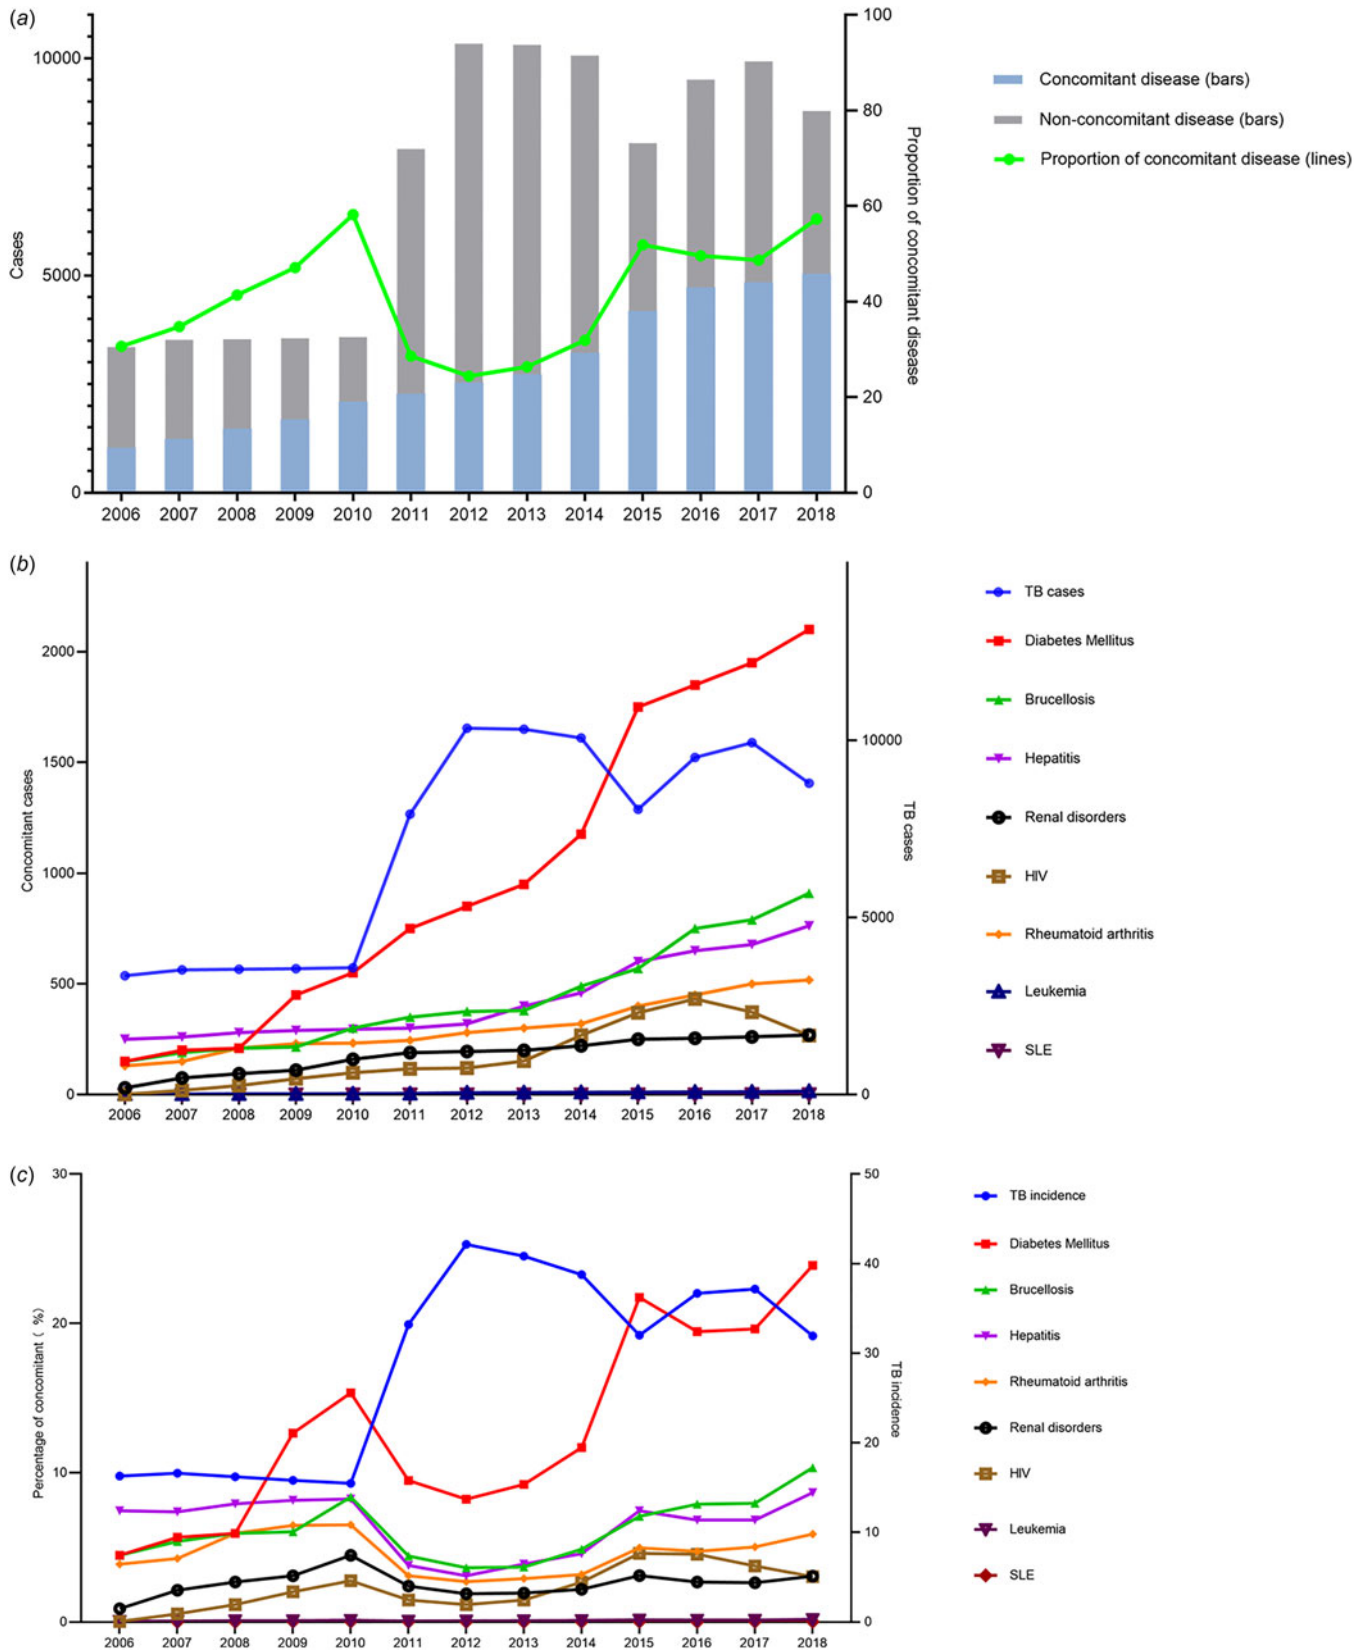 (a)
100
10000
80
60
5000
40
20
0
0
Cases
Proportion of concomitant disease
2006 2007 2008 2009 2010 2011 2012 2013 2014 2015 2016 2017 2018
Concomitant disease (bars)
Non-concomitant disease (bars)
Proportion of concomitant disease (lines)
(b)
2000
1500
1000
500
0
Concomitant cases
10000
5000
0
TB cases
2006 2007 2008 2009 2010 2011 2012 2013 2014 2015 2016 2017 2018
TB cases
Diabetes Mellitus
Brucellosis
Hepatitis
Renal disorders
HIV
Rheumatoid arthritis
Leukemia
SLE
(c)
30
20
10
0
Percentage of concomitant ( %)
50
40
30
20
10
0
TB incidence
2006 2007 2008 2009 2010 2011 2012 2013 2014 2015 2016 2017 2018
TB incidence
Diabetes Mellitus
Brucellosis
Hepatitis
Rheumatoid arthritis
Renal disorders
HIV
Leukemia
SLE